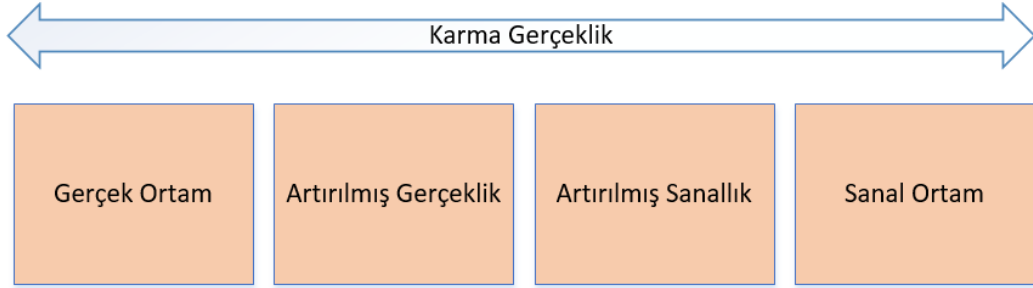 Karma Gerçeklik
Gerçek Ortam
Artırılmış Gerçeklik
Artırılmış Sanallık
Sanal Ortam